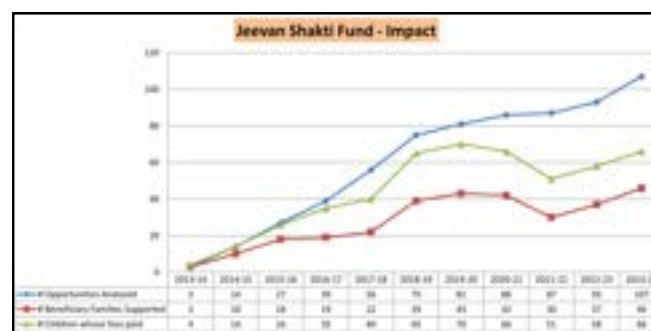 Jeevan Shakti Fund - Impact
120
100
80
60
40
20
0
2013-14 2014-15 2015-16 2016-17 2017-18 2018-19 2019-20 2020-21 2021-22 2022-23
# Opportunities Analysed 3 14 27 39 56 75 81 86 87 93 107
# Beneficiary Families Supported 3 10 18 19 22 39 43 42 30 37 46
# Children whose fees paid 4 14 26 35 40 65 70 66 51 58 66